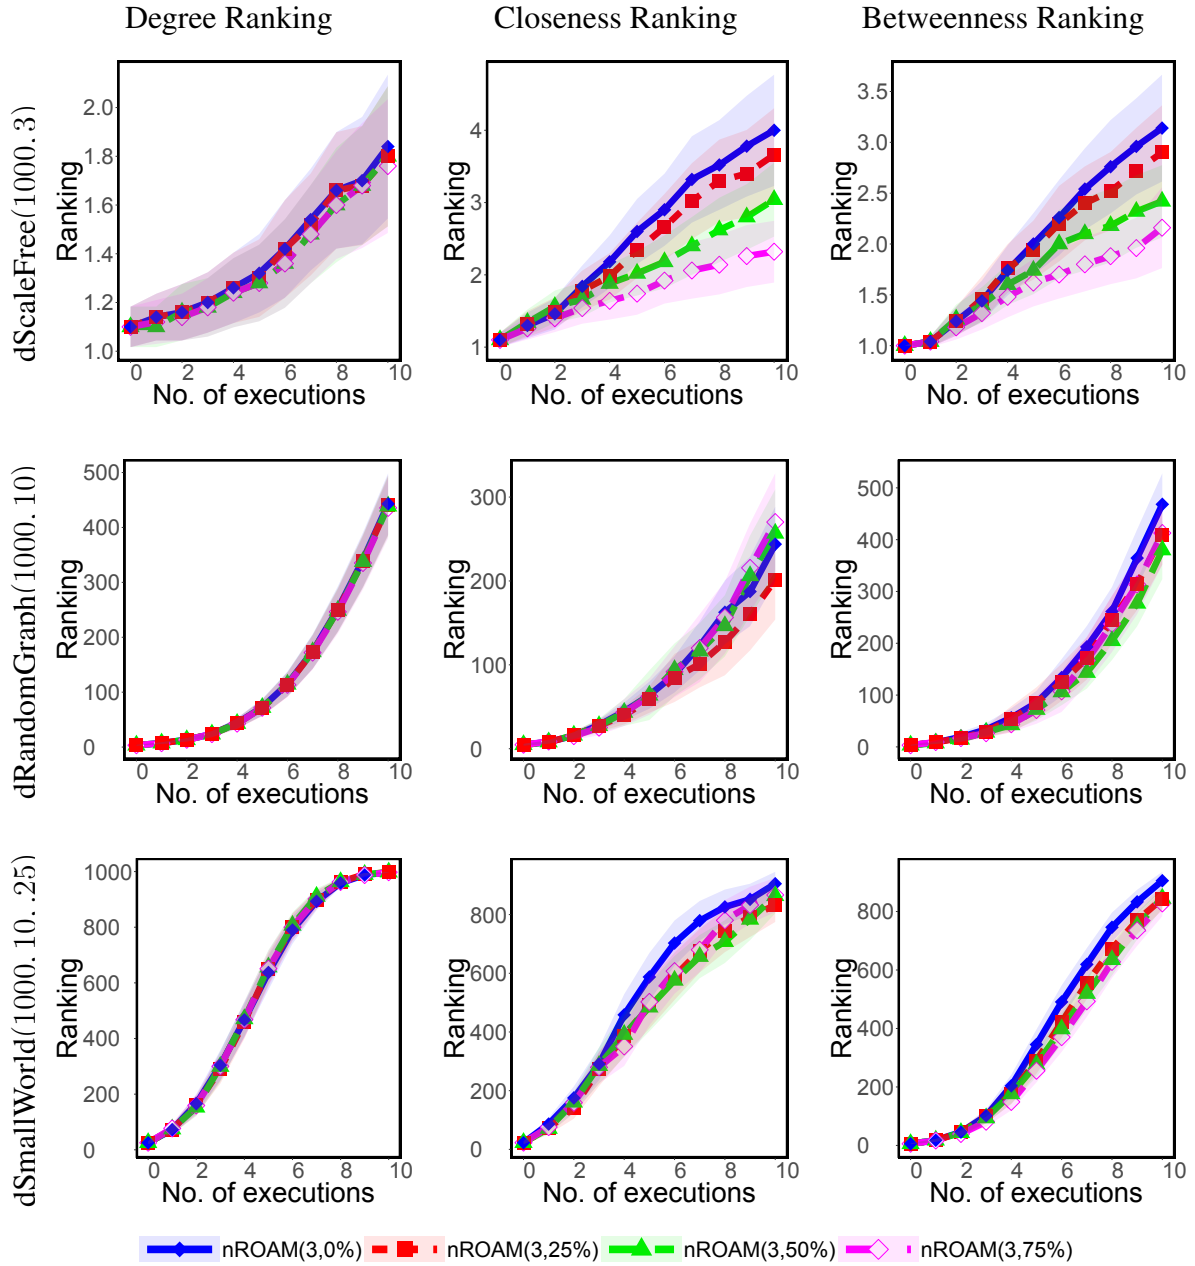 Degree Ranking
Closeness Ranking
Betweenness Ranking
dScaleFree(1000. 3)
Ranking
2.0
1.8
1.6
1.4
1.2
1.0
0 2 4 6 8 10
No. of executions
Ranking
4
3
2
1
0 2 4 6 8 10
No. of executions
Ranking
3.5
3.0
2.5
2.0
1.5
1.0
0 2 4 6 8 10
No. of executions
dRandomGraph(1000. 10)
Ranking
500
400
300
200
100
0
0 2 4 6 8 10
No. of executions
Ranking
300
200
100
0
0 2 4 6 8 10
No. of executions
Ranking
500
400
300
200
100
0
0 2 4 6 8 10
No. of executions
dSmallWorld(1000. 10. .25)
Ranking
1000
800
600
400
200
0
0 2 4 6 8 10
No. of executions
Ranking
800
600
400
200
0
0 2 4 6 8 10
No. of executions
Ranking
800
600
400
200
0
0 2 4 6 8 10
No. of executions
nROAM(3,0%) nROAM(3,25%) nROAM(3,50%) nROAM(3,75%)